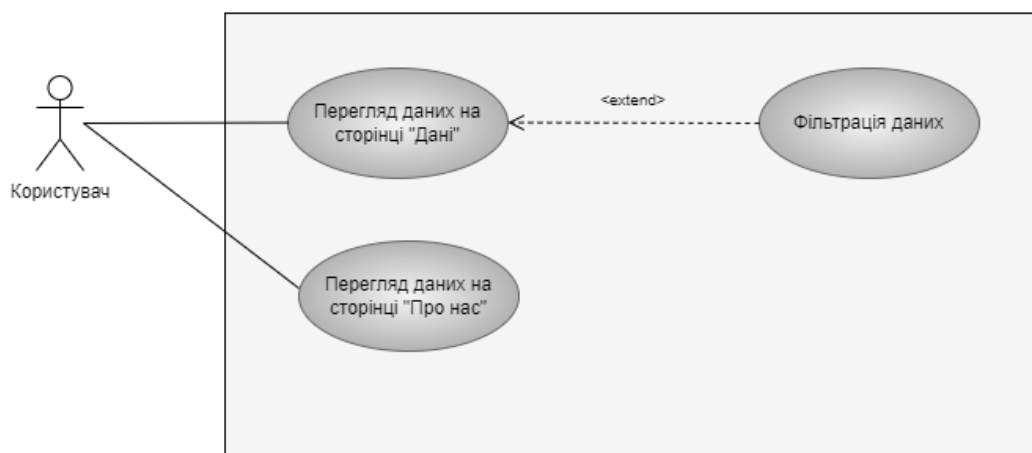 Перегляд даних на
сторінці "Дані"
<extend>
Фільтрація даних
Користувач
Перегляд даних на
сторінці "Про нас"